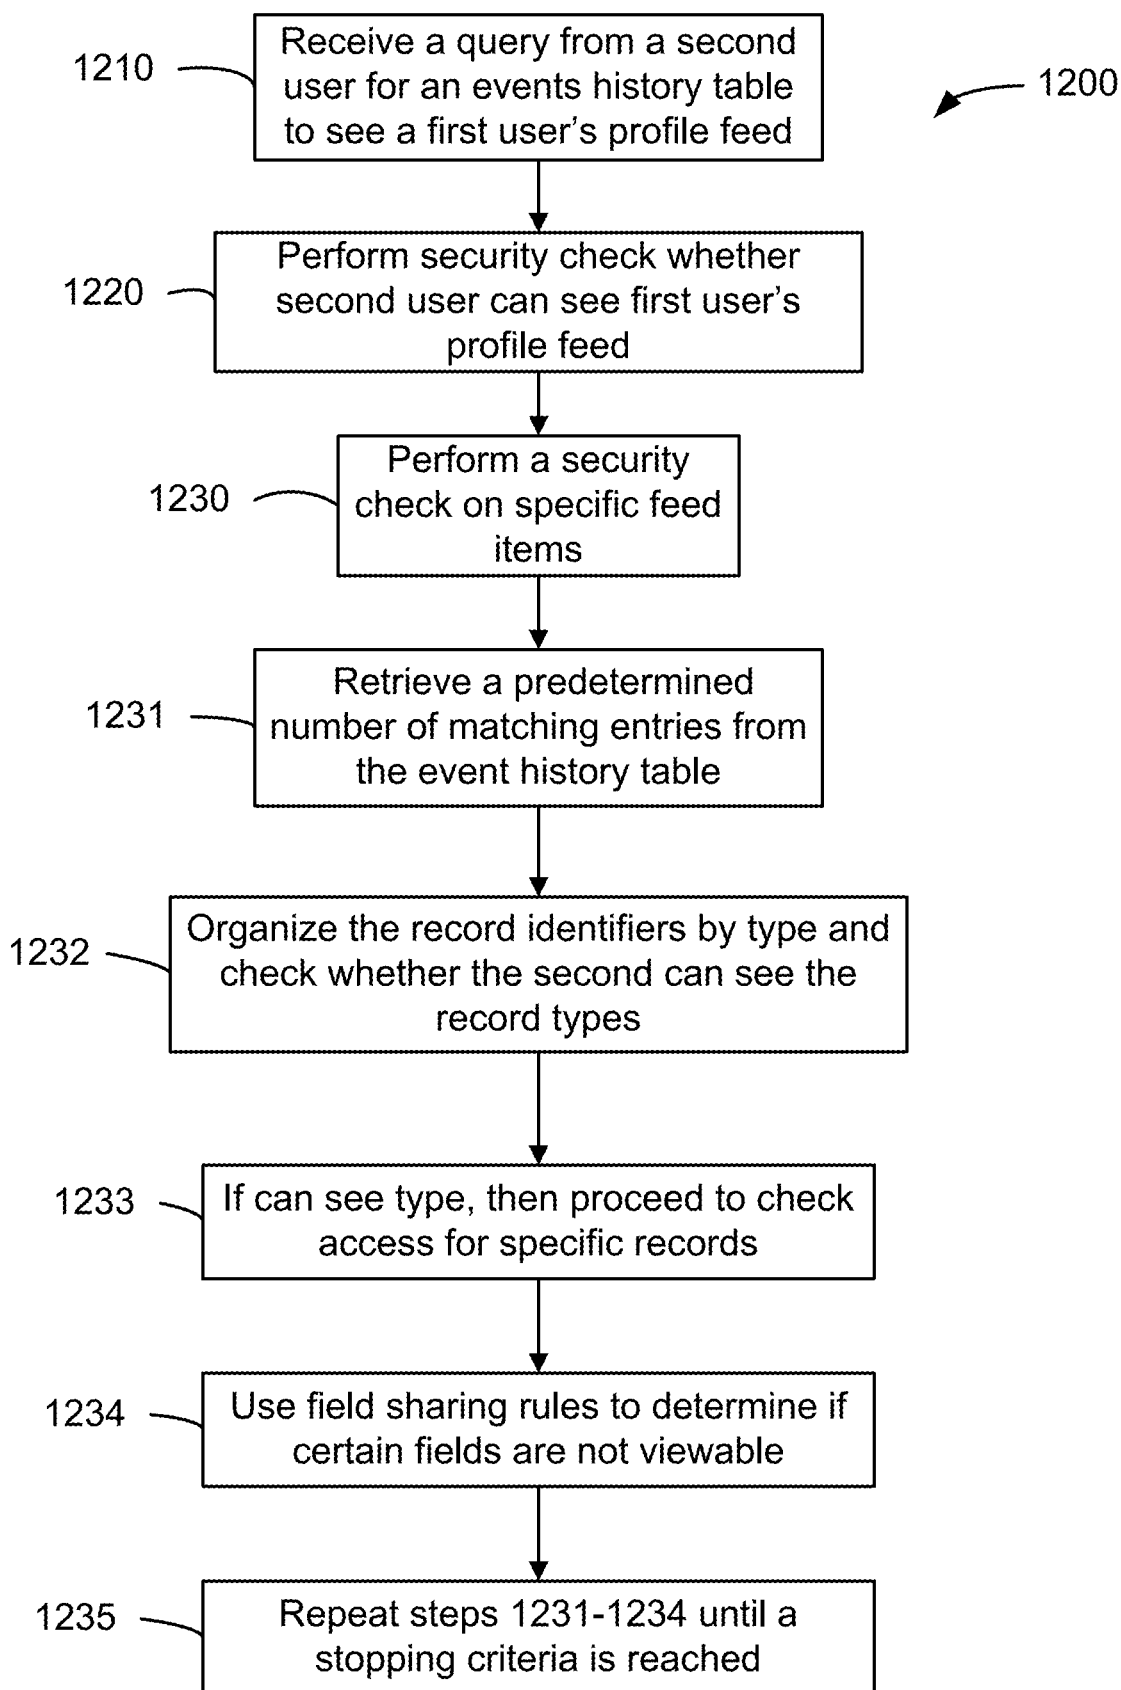 Receive a query from a second
user for an events history table
to see a first user's profile feed
1210
1200
Perform security check whether
second user can see first user's
profile feed
1220
Perform a security
check on specific feed
items
1230
Retrieve a predetermined
number of matching entries from
the event history table
1231
Organize the record identifiers by type and
check whether the second can see the
record types
1232
If can see type, then proceed to check
access for specific records
1233
Use field sharing rules to determine if
certain fields are not viewable
1234
Repeat steps 1231-1234 until a
stopping criteria is reached
1235